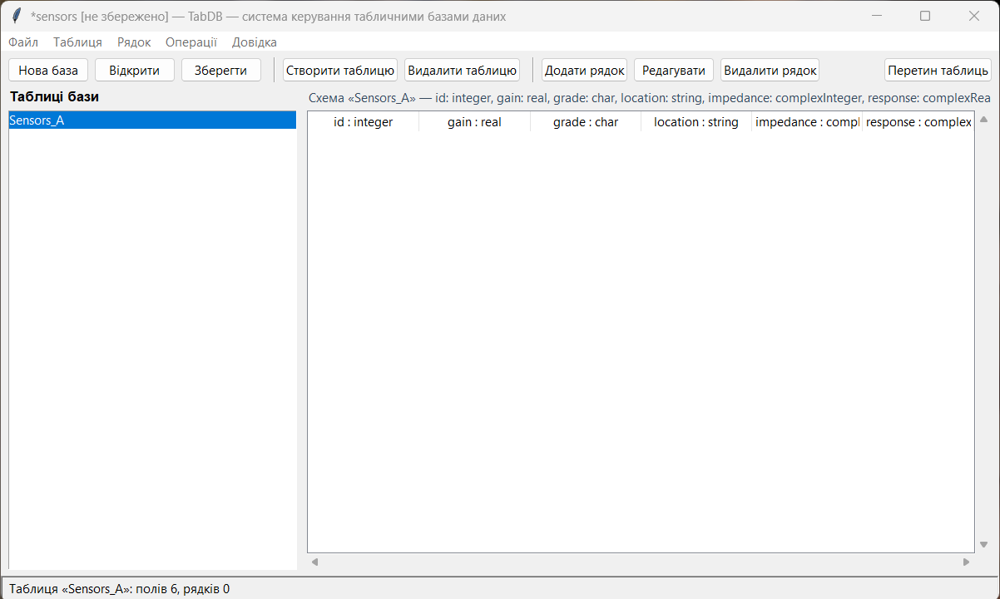 *sensors [не збережено] — TabDB — система керування табличними базами даних
Файл Таблиця Рядок Операції Довідка
Нова база Відкрити Зберегти Створити таблицю Видалити таблицю Додати рядок Редагувати Видалити рядок Перетин таблиць
Таблиці бази
Sensors_A
Схема «Sensors_A» — id: integer, gain: real, grade: char, location: string, impedance: complexInteger, response: complexRea
id : integer gain : real grade : char location : string impedance : compl response : complex
Таблиця «Sensors_A»: полів 6, рядків 0